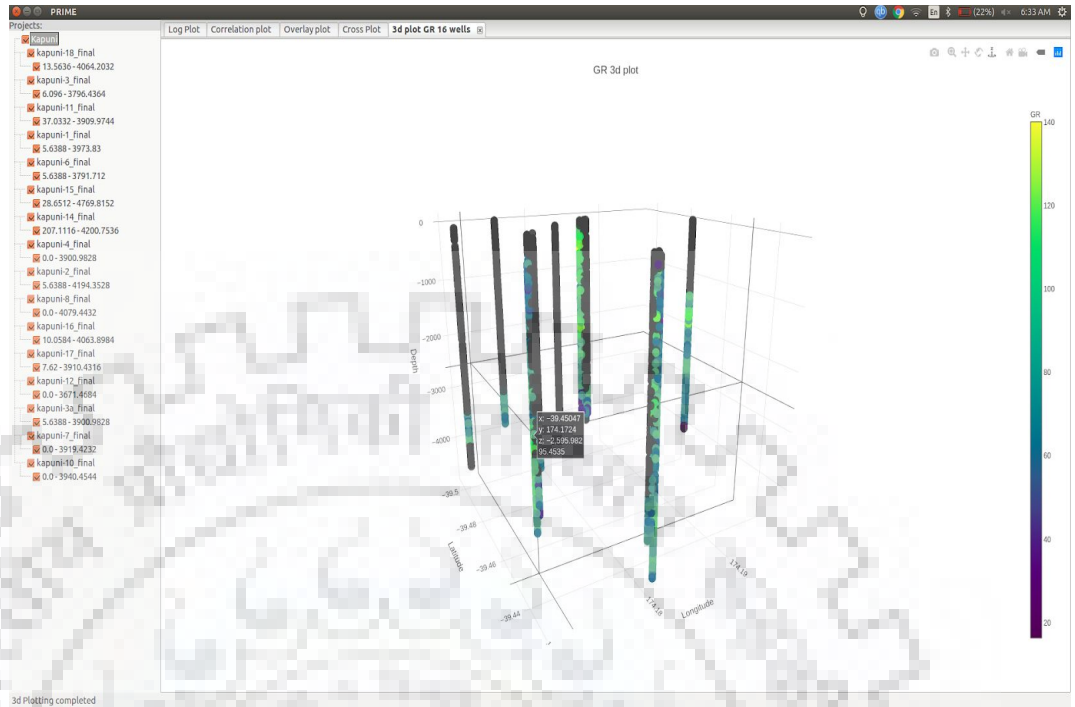 PRIME
En
(22%)
6:33 AM
Projects:
Log Plot
Correlation plot
Overlay plot
Cross Plot
3d plot GR 16 wells
Kapuni
kapuni-18_final
13.5636 - 4064.2032
kapuni-3_final
6.096 - 3796.4364
kapuni-11_final
37.0332 - 3909.9744
kapuni-1_final
5.6388 - 3973.83
kapuni-6_final
5.6388 - 3791.712
kapuni-15_final
28.6512 - 4769.8152
kapuni-14_final
207.1116 - 4200.7536
kapuni-4_final
0.0 - 3900.9828
kapuni-2_final
5.6388 - 4194.3528
kapuni-8_final
0.0 - 4079.4432
kapuni-16_final
10.0584 - 4063.8984
kapuni-17_final
7.62 - 3910.4316
kapuni-12_final
0.0 - 3671.4684
kapuni-3a_final
5.6388 - 3900.9828
kapuni-7_final
0.0 - 3919.4232
kapuni-10_final
0.0 - 3940.4544
GR 3d plot
0
-1000
-2000
-3000
-4000
Depth
x: -39.45047
y: 174.1724
z: -2,595.982
95.4535
-39.5
-39.48
-39.46
-39.44
Latitude
174.19
174.18
Longitude
GR
140
120
100
80
60
40
20
3d Plotting completed